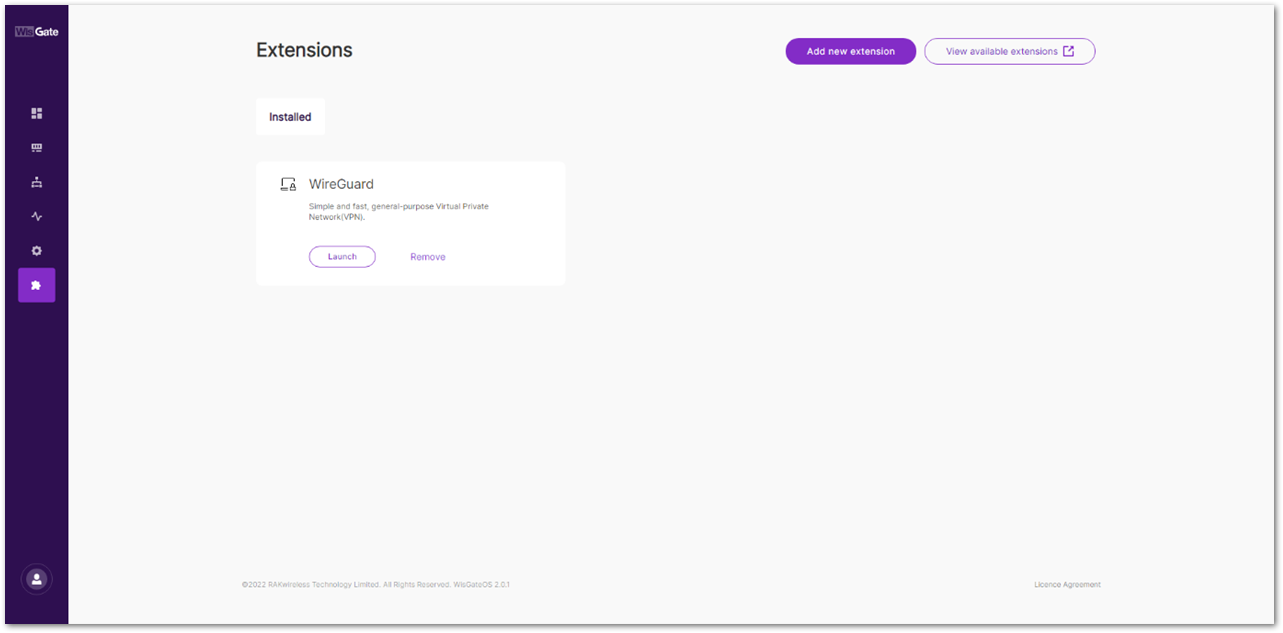 WisGate
Extensions
Add new extension
View available extensions
Installed
WireGuard
Simple and fast, general-purpose Virtual Private
Network(VPN).
Launch
Remove
©2022 RAKwireless Technology Limited. All Rights Reserved. WisGateOS 2.0.1
Licence Agreement